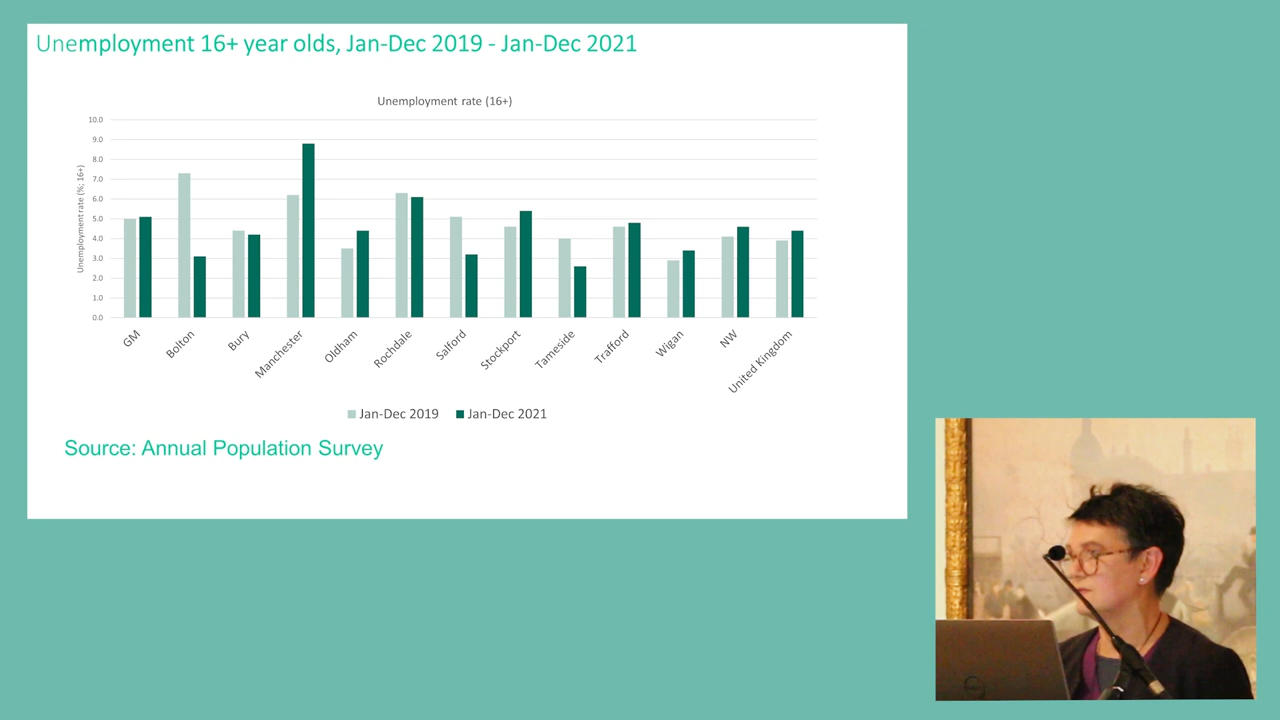 Unemployment 16+ year olds, Jan-Dec 2019 - Jan-Dec 2021
Unemployment rate (16+)
Unemployment rate (%; 16+)
10.0
9.0
8.0
7.0
6.0
5.0
4.0
3.0
2.0
1.0
0.0
GM
Bolton
Bury
Manchester
Oldham
Rochdale
Salford
Stockport
Tameside
Trafford
Wigan
NW
United Kingdom
Jan-Dec 2019
Jan-Dec 2021
Source: Annual Population Survey